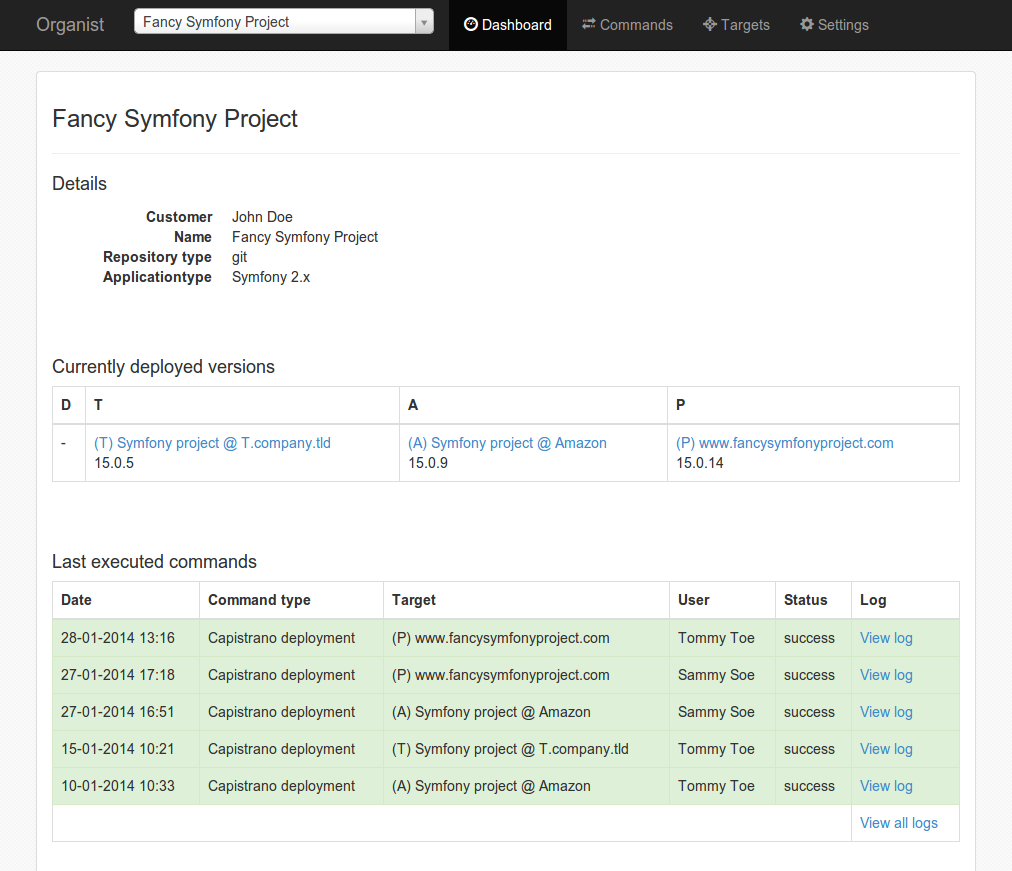 Organist Fancy Symfony Project Dashboard Commands Targets Settings
Fancy Symfony Project
Details
Customer John Doe
Name Fancy Symfony Project
Repository type git
Applicationtype Symfony 2.x
Currently deployed versions
D T A P
- (T) Symfony project @ T.company.tld (A) Symfony project @ Amazon (P) www.fancysymfonyproject.com
15.0.5 15.0.9 15.0.14
Last executed commands
Date Command type Target User Status Log
28-01-2014 13:16 Capistrano deployment (P) www.fancysymfonyproject.com Tommy Toe success View log
27-01-2014 17:18 Capistrano deployment (P) www.fancysymfonyproject.com Sammy Soe success View log
27-01-2014 16:51 Capistrano deployment (A) Symfony project @ Amazon Sammy Soe success View log
15-01-2014 10:21 Capistrano deployment (T) Symfony project @ T.company.tld Tommy Toe success View log
10-01-2014 10:33 Capistrano deployment (A) Symfony project @ Amazon Tommy Toe success View log
View all logs